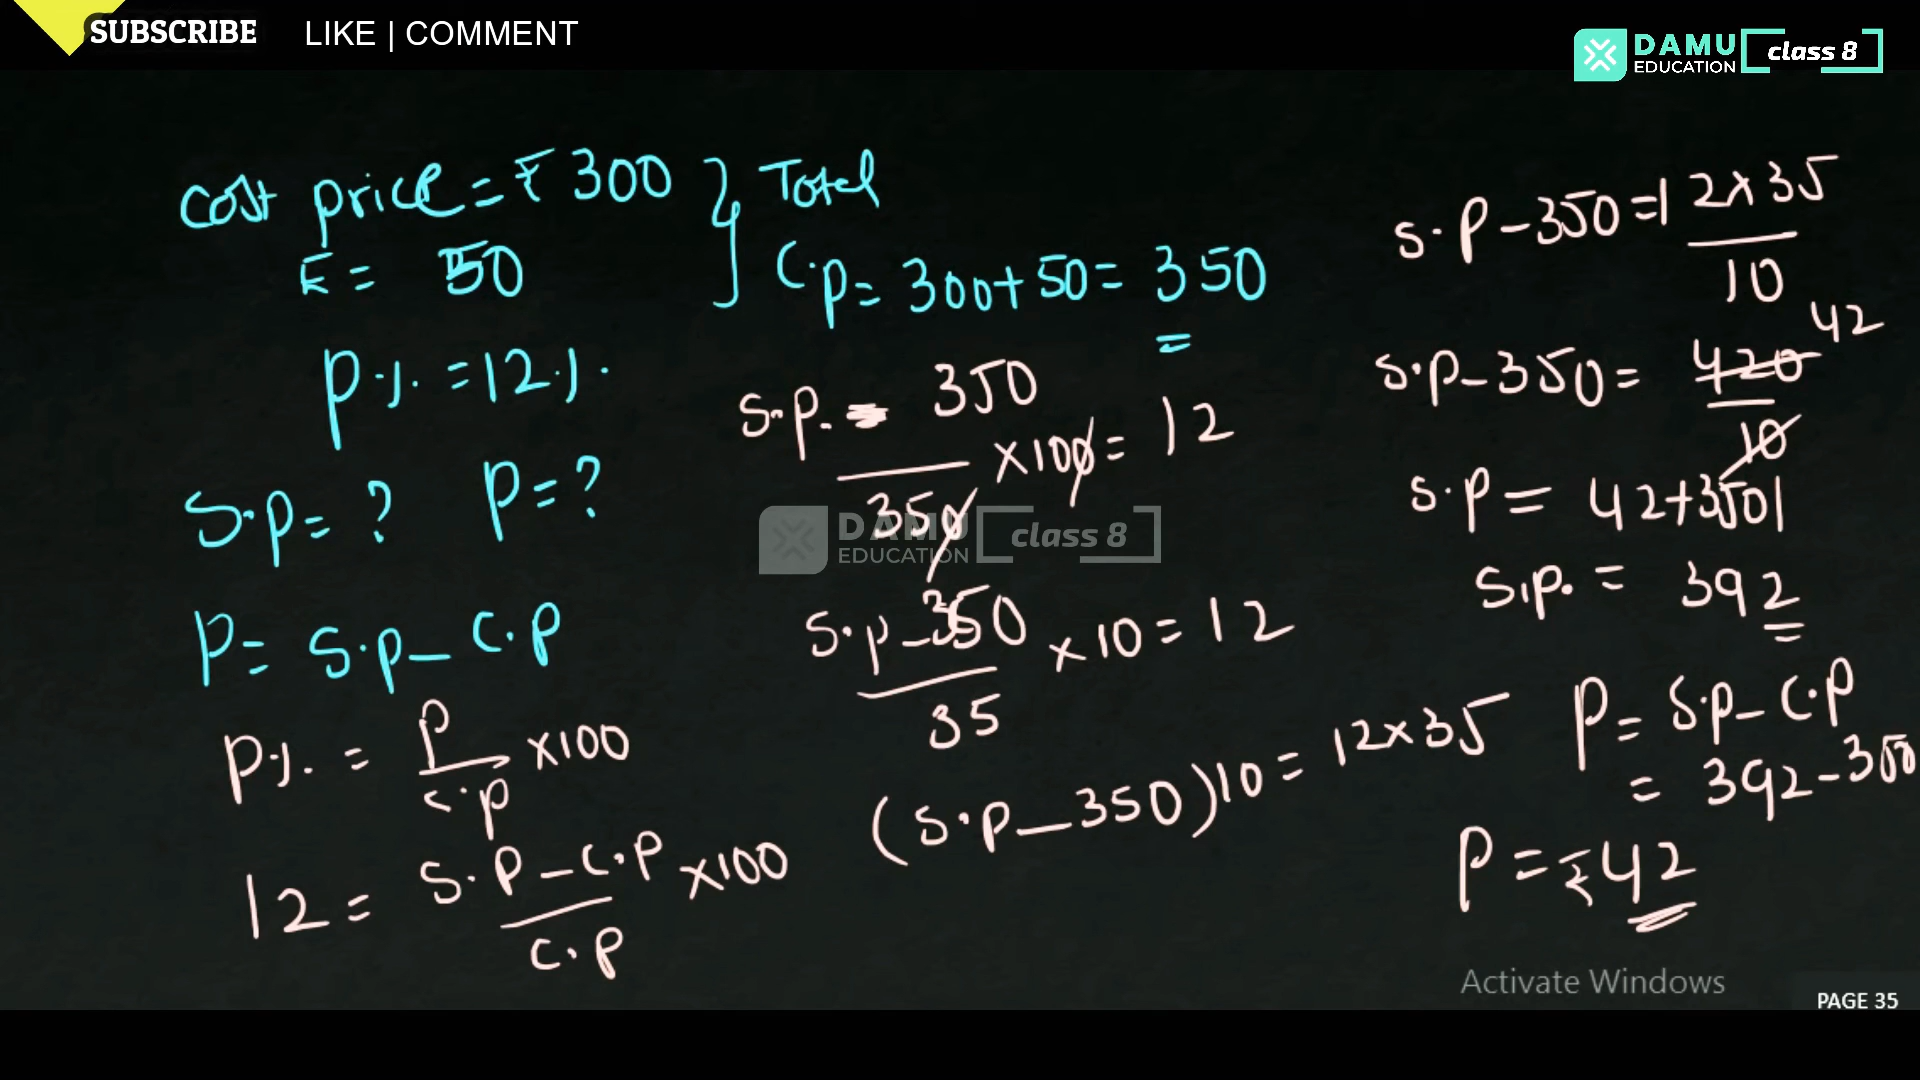 SUBSCRIBE LIKE | COMMENT
DAMU EDUCATION class 8
Cost price = ₹ 300 } Total
E = 50 C.P = 300+50 = 350
P.%. = 12.%.
S.P = ? P = ?
P = S.P - C.P
P.%. = P/C.P ×100
12 = S.P - C.P/C.P ×100
S.P. - 350/350 ×100 = 12
DAMU EDUCATION class 8
S.P - 350/35 × 10 = 12
(S.P - 350)10 = 12×35
S.P - 350 = 12×35/10
S.P - 350 = 420/10 42
S.P = 42+350
S.P. = 392
P = S.P - C.P
= 392 - 350
P = ₹42
Activate Windows
PAGE 35